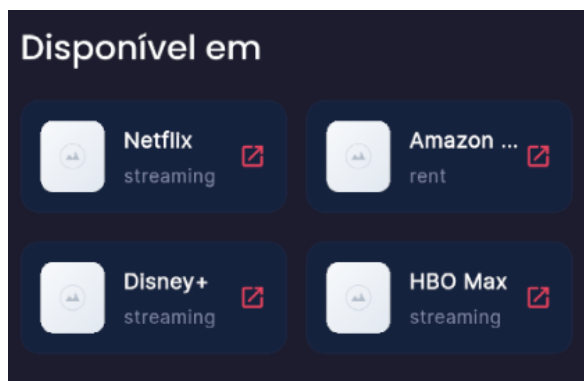 Disponível em
Netflix
streaming
Amazon ...
rent
Disney+
streaming
HBO Max
streaming